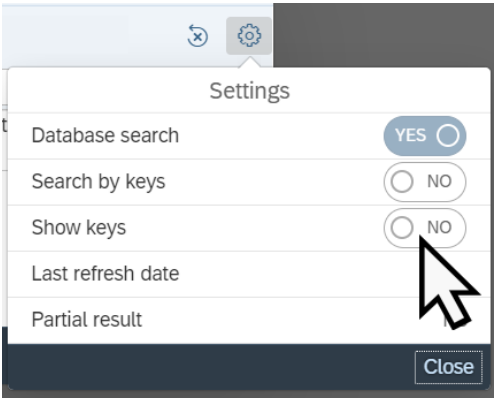 Settings
Database search YES
Search by keys NO
Show keys NO
Last refresh date
Partial result
Close